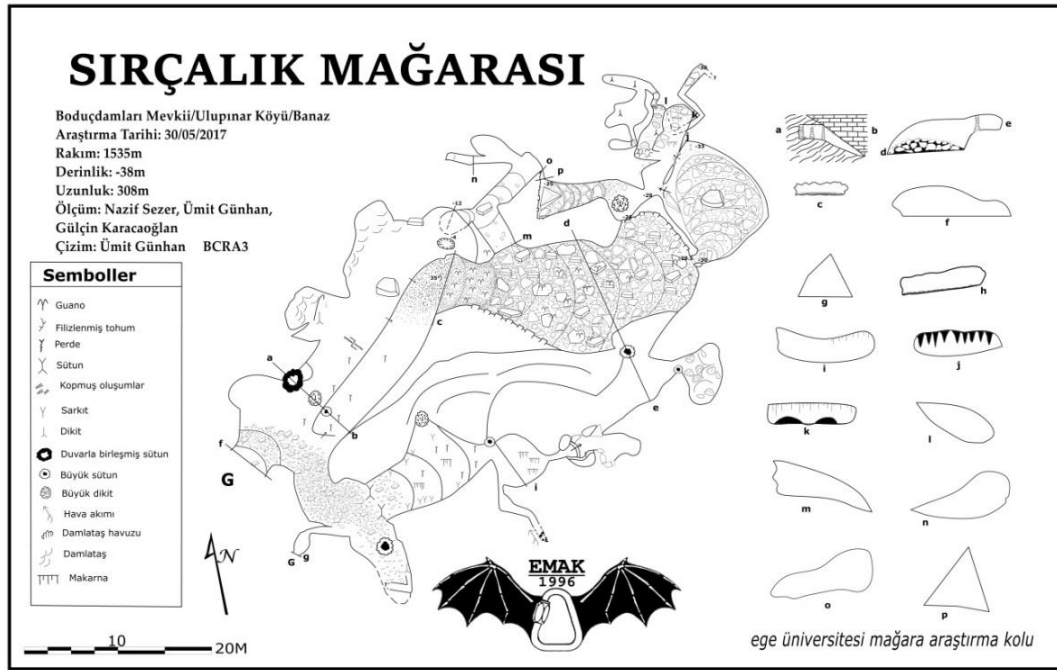 SIRÇALIK MAĞARASI
Boduçdamları Mevkii/Ulupınar Köyü/Banaz
Araştırma Tarihi: 30/05/2017
Rakım: 1535m
Derinlik: -38m
Uzunluk: 308m
Ölçüm: Nazif Sezer, Ümit Günhan,
Gülçin Karacaoğlan
Çizim: Ümit Günhan BCRA3
Semboller
Guano
Filizlenmiş tohum
Perde
Sütun
Kopmuş oluşumlar
Sarkıt
Dikit
Duvarla birleşmiş sütun
Büyük sütun
Büyük dikit
Hava akımı
Damlataş havuzu
Damlataş
Makarna
N
10
20M
a
b
c
d
e
f
G
G
g
i
j
k
l
m
n
o
p
-12
35°
-33
a
b
c
d
e
f
g
h
i
j
k
l
m
n
o
p
EMAK
1996
ege üniversitesi mağara araştırma kolu